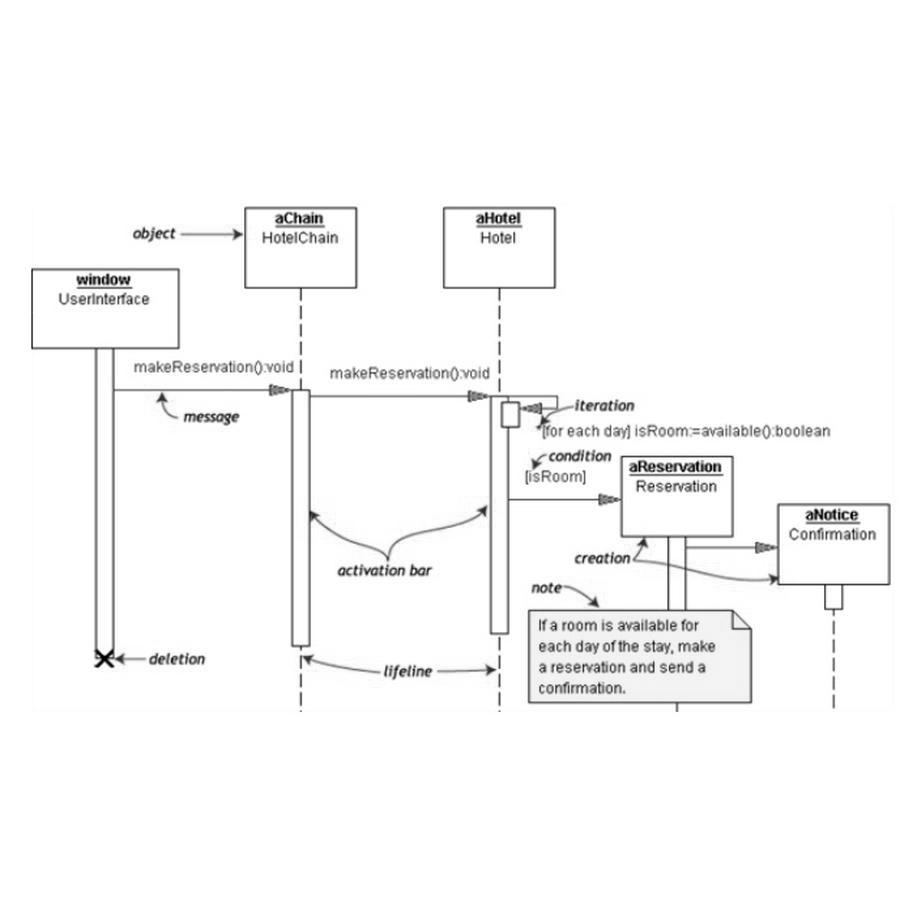 aChain
HotelChain
aHotel
Hotel
object
window
UserInterface
makeReservation():void
makeReservation():void
message
iteration
[for each day] isRoom:=available():boolean
condition
[isRoom]
aReservation
Reservation
aNotice
Confirmation
creation
activation bar
note
If a room is available for
each day of the stay, make
a reservation and send a
confirmation.
deletion
lifeline